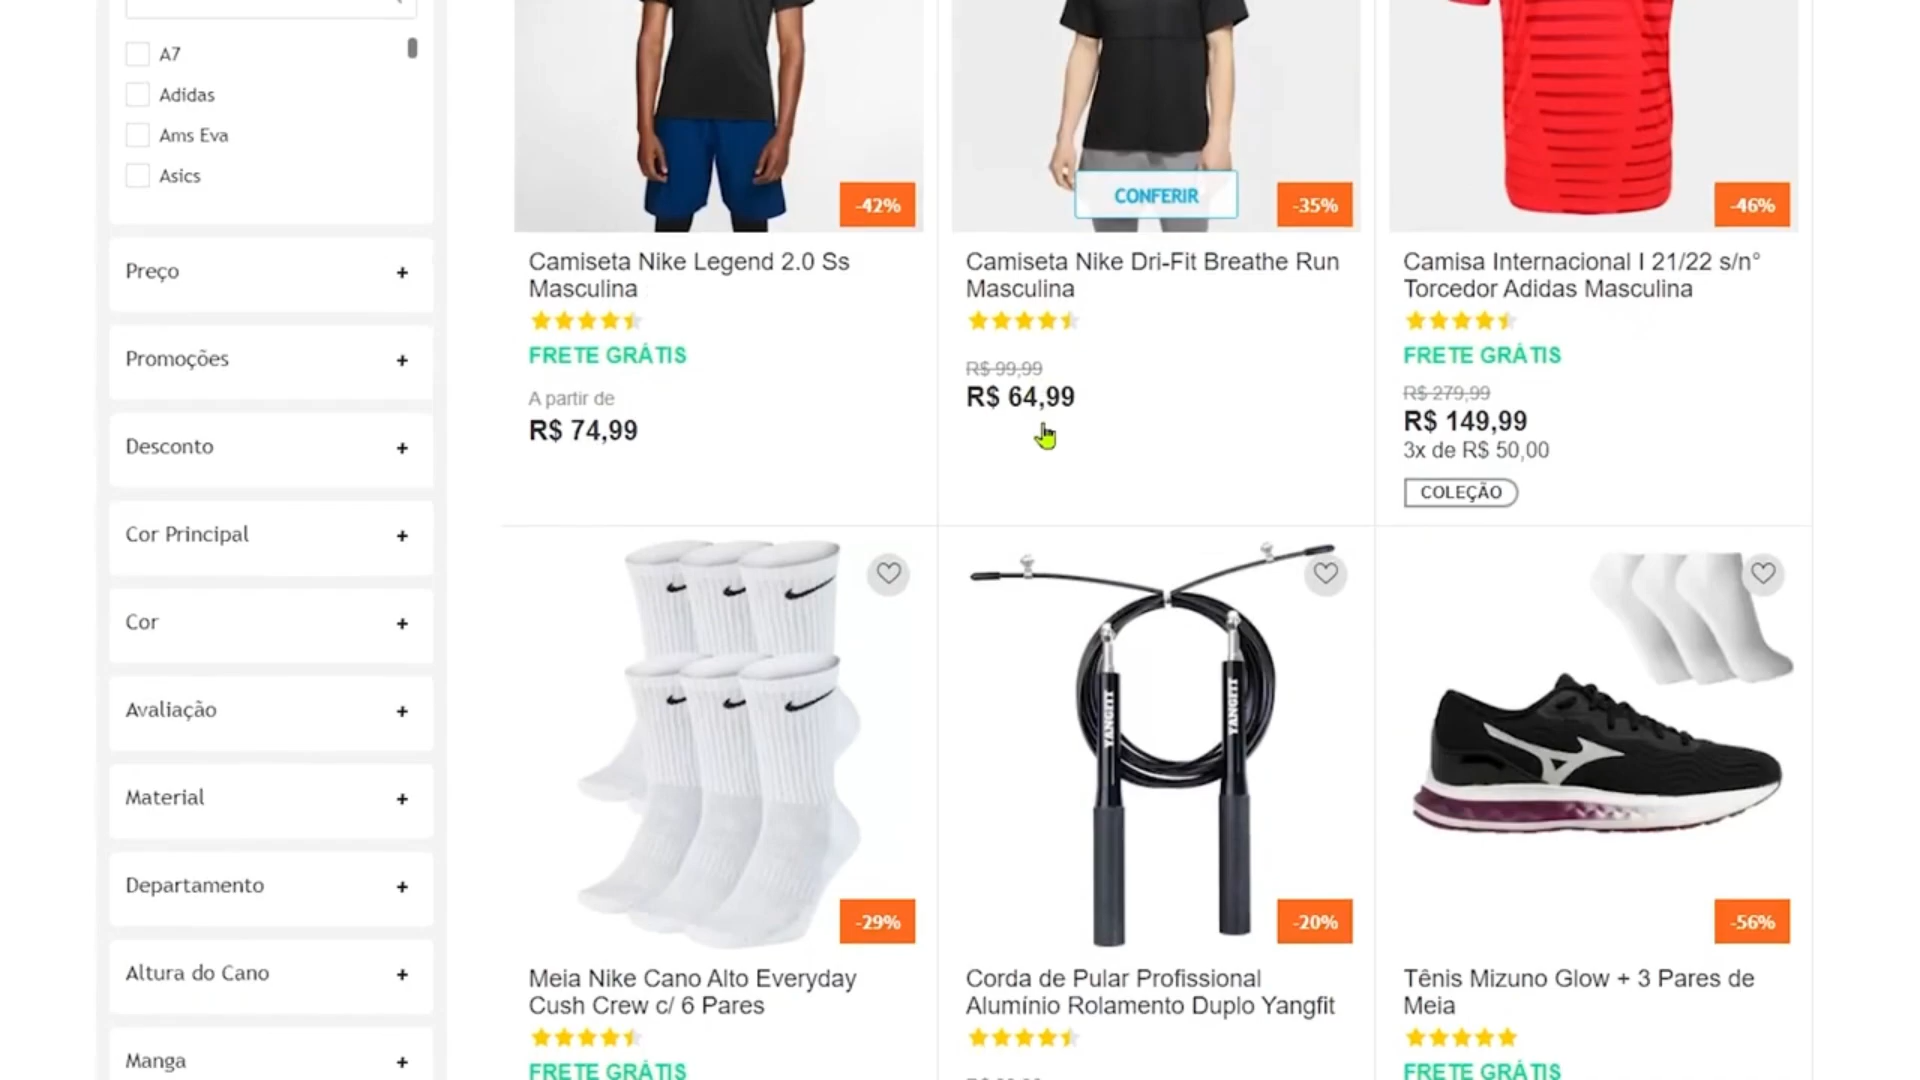 A7
Adidas
Ams Eva
Asics
Preço
Promoções
Desconto
Cor Principal
Cor
Avaliação
Material
Departamento
Altura do Cano
Manga
-42%
Camiseta Nike Legend 2.0 Ss
Masculina
FRETE GRÁTIS
A partir de
R$ 74,99
CONFERIR
-35%
Camiseta Nike Dri-Fit Breathe Run
Masculina
R$ 99,99
R$ 64,99
-46%
Camisa Internacional I 21/22 s/n°
Torcedor Adidas Masculina
FRETE GRÁTIS
R$ 279,99
R$ 149,99
3x de R$ 50,00
COLEÇÃO
-29%
Meia Nike Cano Alto Everyday
Cush Crew c/ 6 Pares
FRETE GRÁTIS
YANGFIT
YANGFIT
-20%
Corda de Pular Profissional
Alumínio Rolamento Duplo Yangfit
-56%
Tênis Mizuno Glow + 3 Pares de
Meia
FRETE GRÁTIS